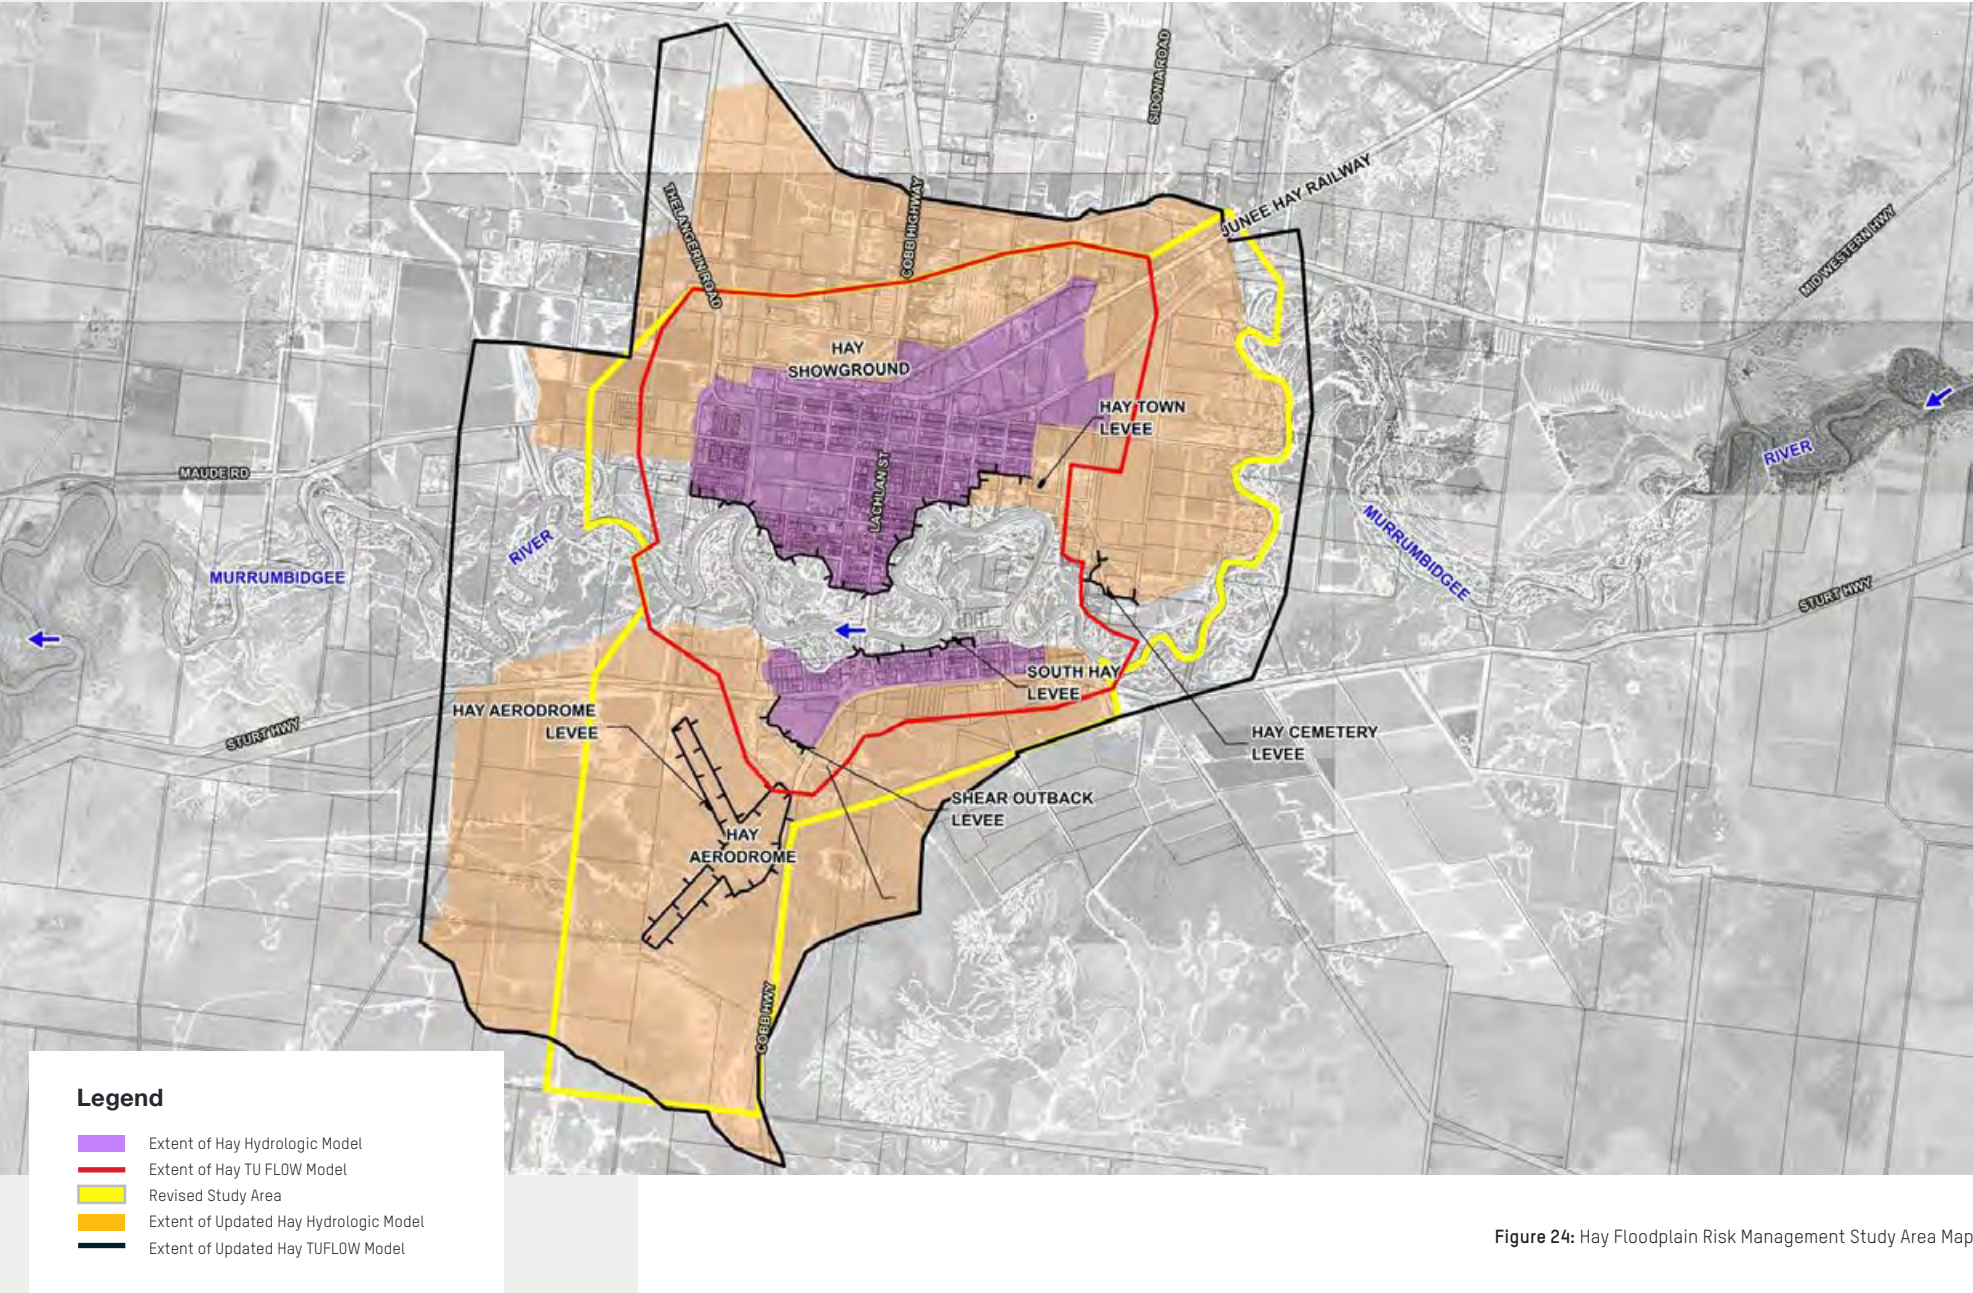 SIDONIA ROAD
JUNEE HAY RAILWAY
THELANGERIN ROAD
COBB HIGHWAY
MID WESTERN HWY
HAY
SHOWGROUND
HAY TOWN
LEVEE
RIVER
MAUDE RD
LACHLAN ST
MURRUMBIDGEE
RIVER
MURRUMBIDGEE
STURT HWY
SOUTH HAY
LEVEE
HAY AERODROME
LEVEE
STURT HWY
HAY CEMETERY
LEVEE
SHEAR OUTBACK
LEVEE
HAY
AERODROME
COBB HWY
Legend
Extent of Hay Hydrologic Model
Extent of Hay TU FLOW Model
Revised Study Area
Extent of Updated Hay Hydrologic Model
Extent of Updated Hay TUFLOW Model
Figure 24: Hay Floodplain Risk Management Study Area Map